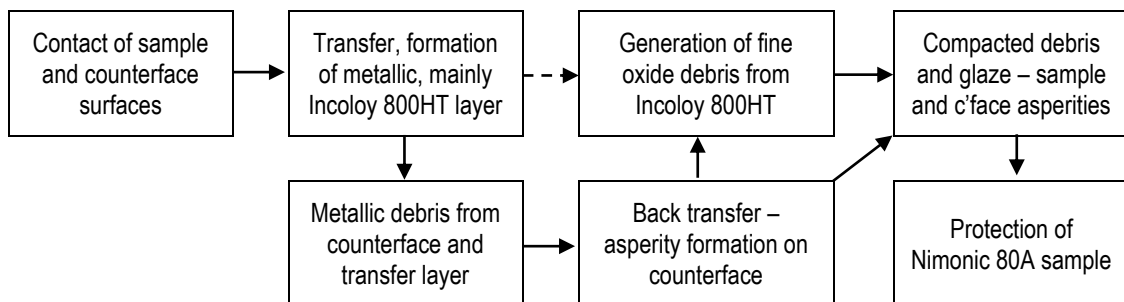 Contact of sample
and counterface
surfaces
Transfer, formation
of metallic, mainly
Incoloy 800HT layer
Generation of fine
oxide debris from
Incoloy 800HT
Compacted debris
and glaze – sample
and c'face asperities
Metallic debris from
counterface and
transfer layer
Back transfer –
asperity formation on
counterface
Protection of
Nimonic 80A sample